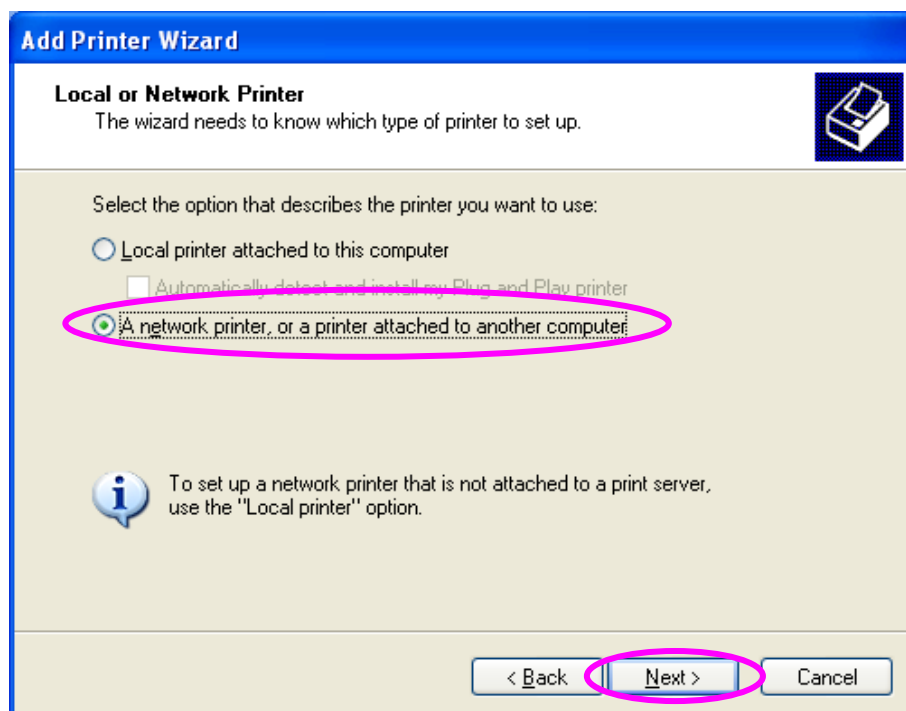 Add Printer Wizard
Local or Network Printer
The wizard needs to know which type of printer to set up.
Select the option that describes the printer you want to use:
Local printer attached to this computer
Automatically detect and install my Plug and Play printer
A network printer, or a printer attached to another computer
To set up a network printer that is not attached to a print server,
use the "Local printer" option.
< Back Next > Cancel